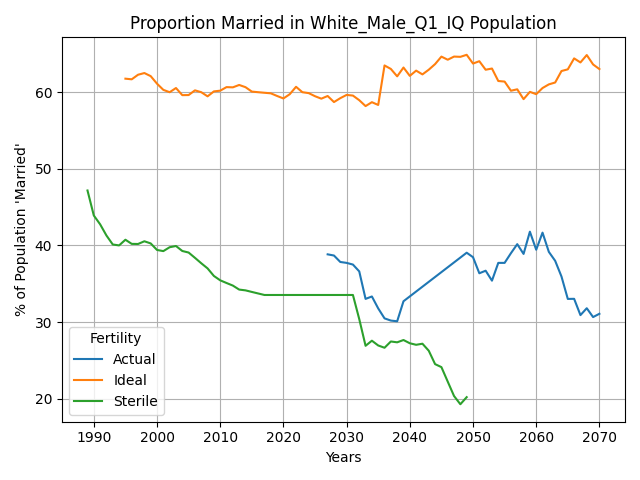 Proportion Married in White_Male_Q1_IQ Population
% of Population 'Married'
60
50
40
30
20
Fertility
Actual
Ideal
Sterile
1990 2000 2010 2020 2030 2040 2050 2060 2070
Years